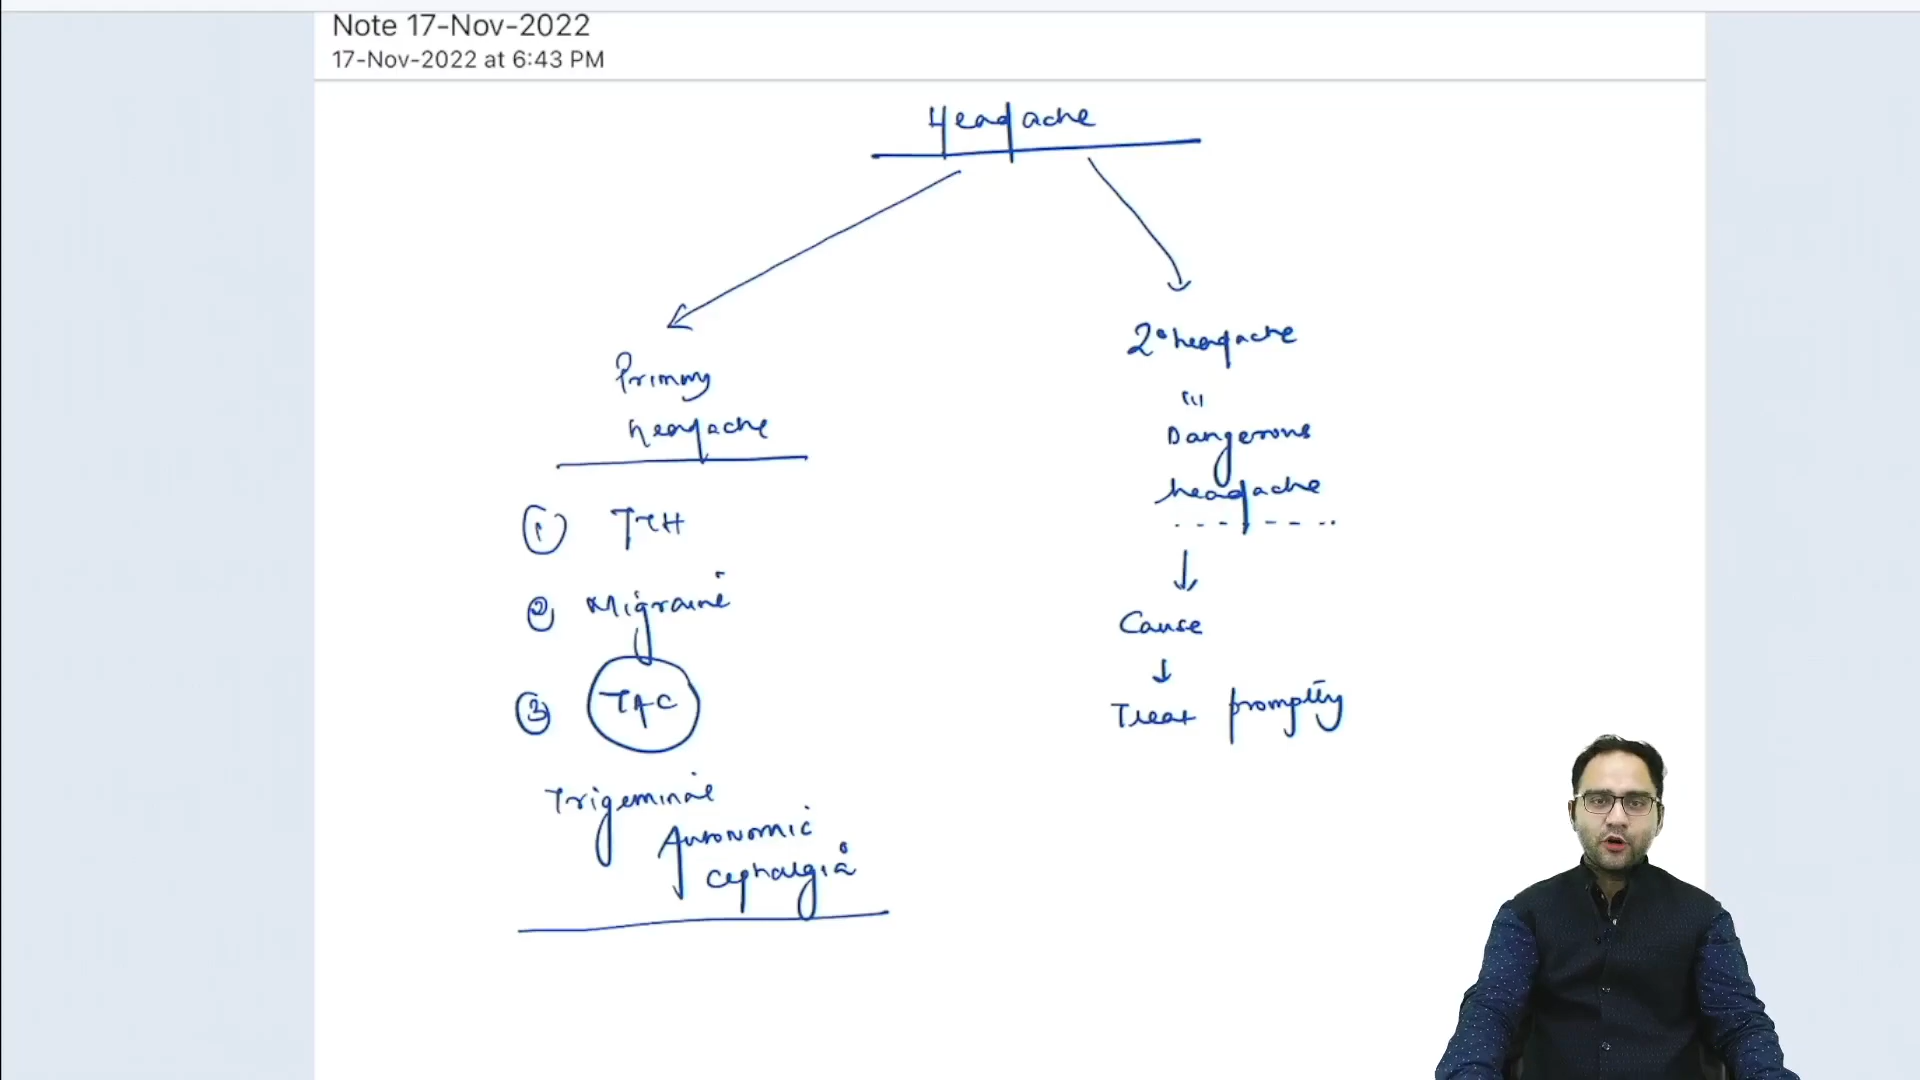 Note 17-Nov-2022
17-Nov-2022 at 6:43 PM
Headache
Primary
headache
① TTH
② Migraine
③ TAC
Trigeminal
Autonomic
cephalgia
2° headache
Dangerous
headache
Cause
Treat promptly